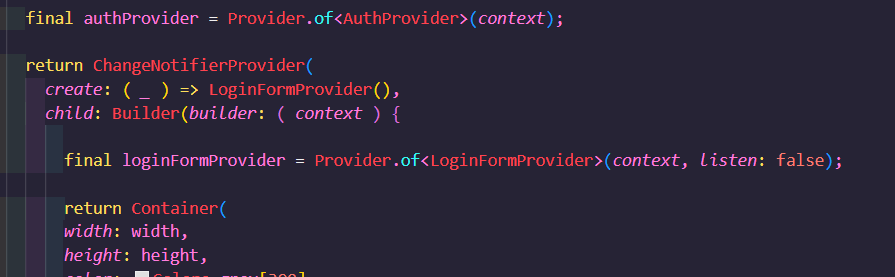 final authProvider = Provider.of<AuthProvider>(context);
return ChangeNotifierProvider(
create: ( _ ) => LoginFormProvider(),
child: Builder(builder: ( context ) {
final loginFormProvider = Provider.of<LoginFormProvider>(context, listen: false);
return Container(
width: width,
height: height,